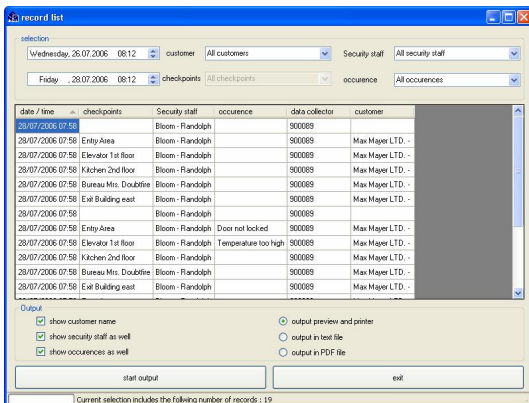 record list
selection
Wednesday, 26.07.2006 08:12 customer All customers Security staff All security staff
Friday , 28.07.2006 08:12 checkpoints All checkpoints occurence All occurences
date / time checkpoints Security staff occurence data collector customer
28/07/2006 07:58 Bloom - Randolph 900089
28/07/2006 07:58 Entry Area Bloom - Randolph 900089 Max Mayer LTD. -
28/07/2006 07:58 Elevator 1st floor Bloom - Randolph 900089 Max Mayer LTD. -
28/07/2006 07:58 Kitchen 2nd floor Bloom - Randolph 900089 Max Mayer LTD. -
28/07/2006 07:58 Bureau Mrs. Doubtfire Bloom - Randolph 900089 Max Mayer LTD. -
28/07/2006 07:58 Exit Building east Bloom - Randolph 900089 Max Mayer LTD. -
28/07/2006 07:58 Bloom - Randolph 900089
28/07/2006 07:58 Entry Area Bloom - Randolph Door not locked 900089 Max Mayer LTD. -
28/07/2006 07:58 Elevator 1st floor Bloom - Randolph Temperature too high 900089 Max Mayer LTD. -
28/07/2006 07:58 Kitchen 2nd floor Bloom - Randolph 900089 Max Mayer LTD. -
28/07/2006 07:58 Bureau Mrs. Doubtfire Bloom - Randolph 900089 Max Mayer LTD. -
28/07/2006 07:58 Exit Building east Bloom - Randolph 900089 Max Mayer LTD. -
Output
show customer name output preview and printer
show security staff as well output in text file
show occurences as well output in PDF file
start output exit
Current selection includes the follwing number of records : 19